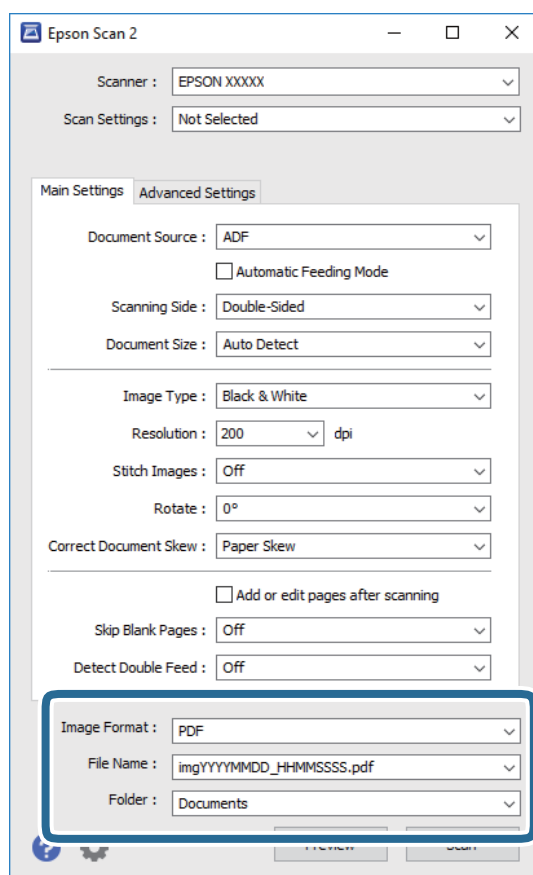 Epson Scan 2
Scanner : EPSON XXXXX
Scan Settings : Not Selected
Main Settings Advanced Settings
Document Source : ADF
Automatic Feeding Mode
Scanning Side : Double-Sided
Document Size : Auto Detect
Image Type : Black & White
Resolution : 200 dpi
Stitch Images : Off
Rotate : 0°
Correct Document Skew : Paper Skew
Add or edit pages after scanning
Skip Blank Pages : Off
Detect Double Feed : Off
Image Format : PDF
File Name : imgYYYYMMDD_HHMMSSSS.pdf
Folder : Documents
? Preview Scan